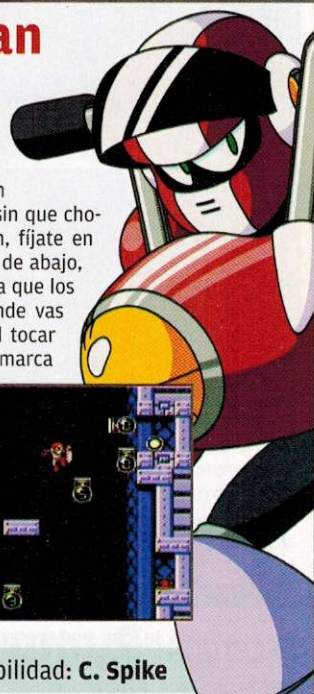 an
n
sin que cho-
n, fíjate en
de abajo,
a que los
nde vas
l tocar
marca
bilidad: C. Spike